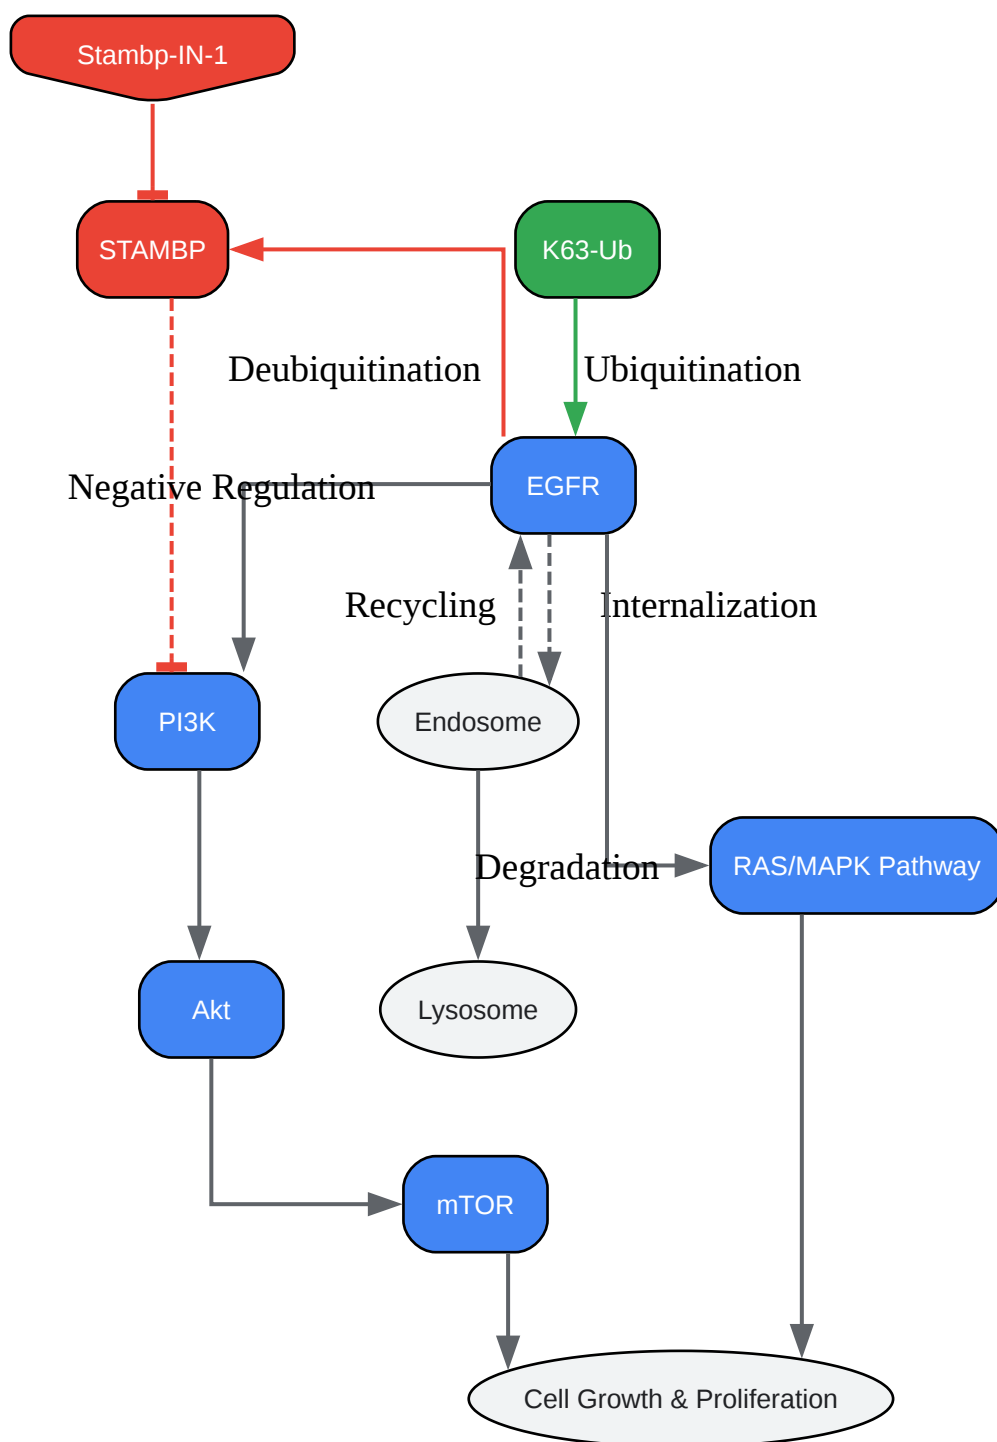 Stambp-IN-1
STAMBP
K63-Ub
Deubiquitination
Ubiquitination
Negative Regulation
EGFR
Recycling
Internalization
PI3K
Endosome
Degradation
RAS/MAPK Pathway
Akt
Lysosome
mTOR
Cell Growth & Proliferation